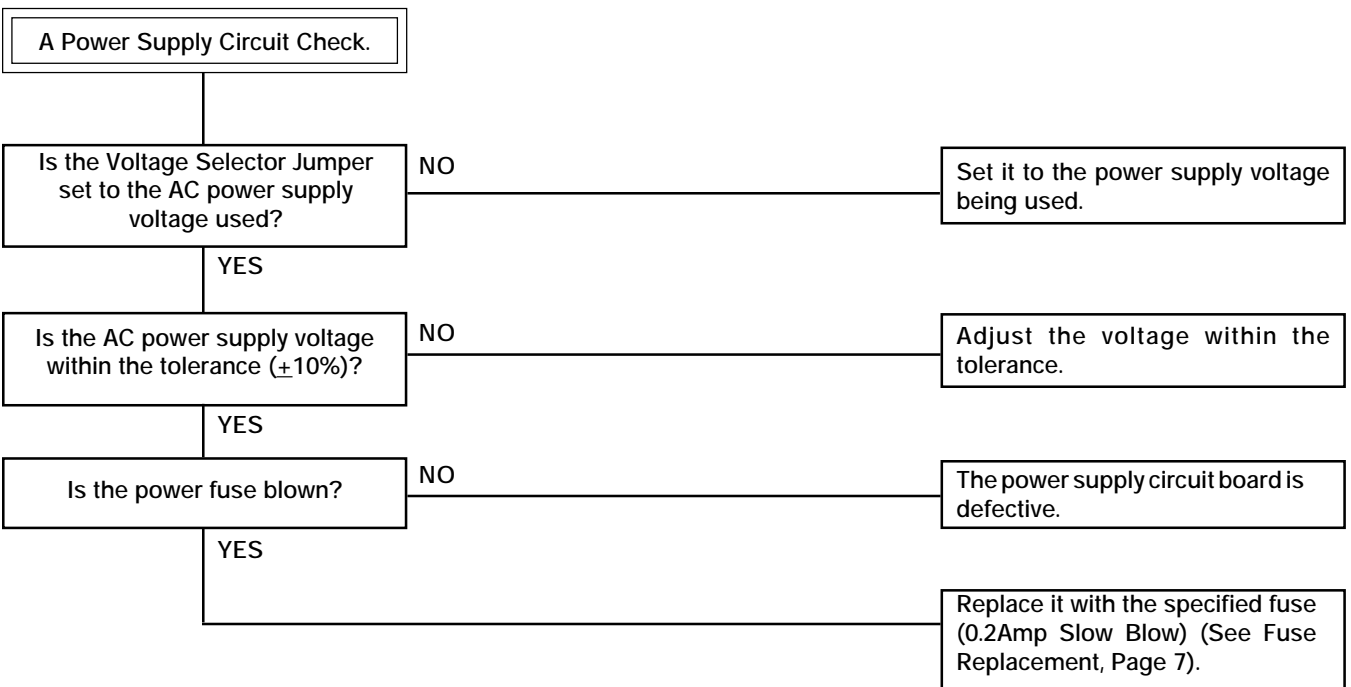 A Power Supply Circuit Check.
Is the Voltage Selector Jumper
set to the AC power supply
voltage used?
NO
Set it to the power supply voltage
being used.
YES
Is the AC power supply voltage
within the tolerance (±10%)?
NO
Adjust the voltage within the
tolerance.
YES
Is the power fuse blown?
NO
The power supply circuit board is
defective.
YES
Replace it with the specified fuse
(0.2Amp Slow Blow) (See Fuse
Replacement, Page 7).